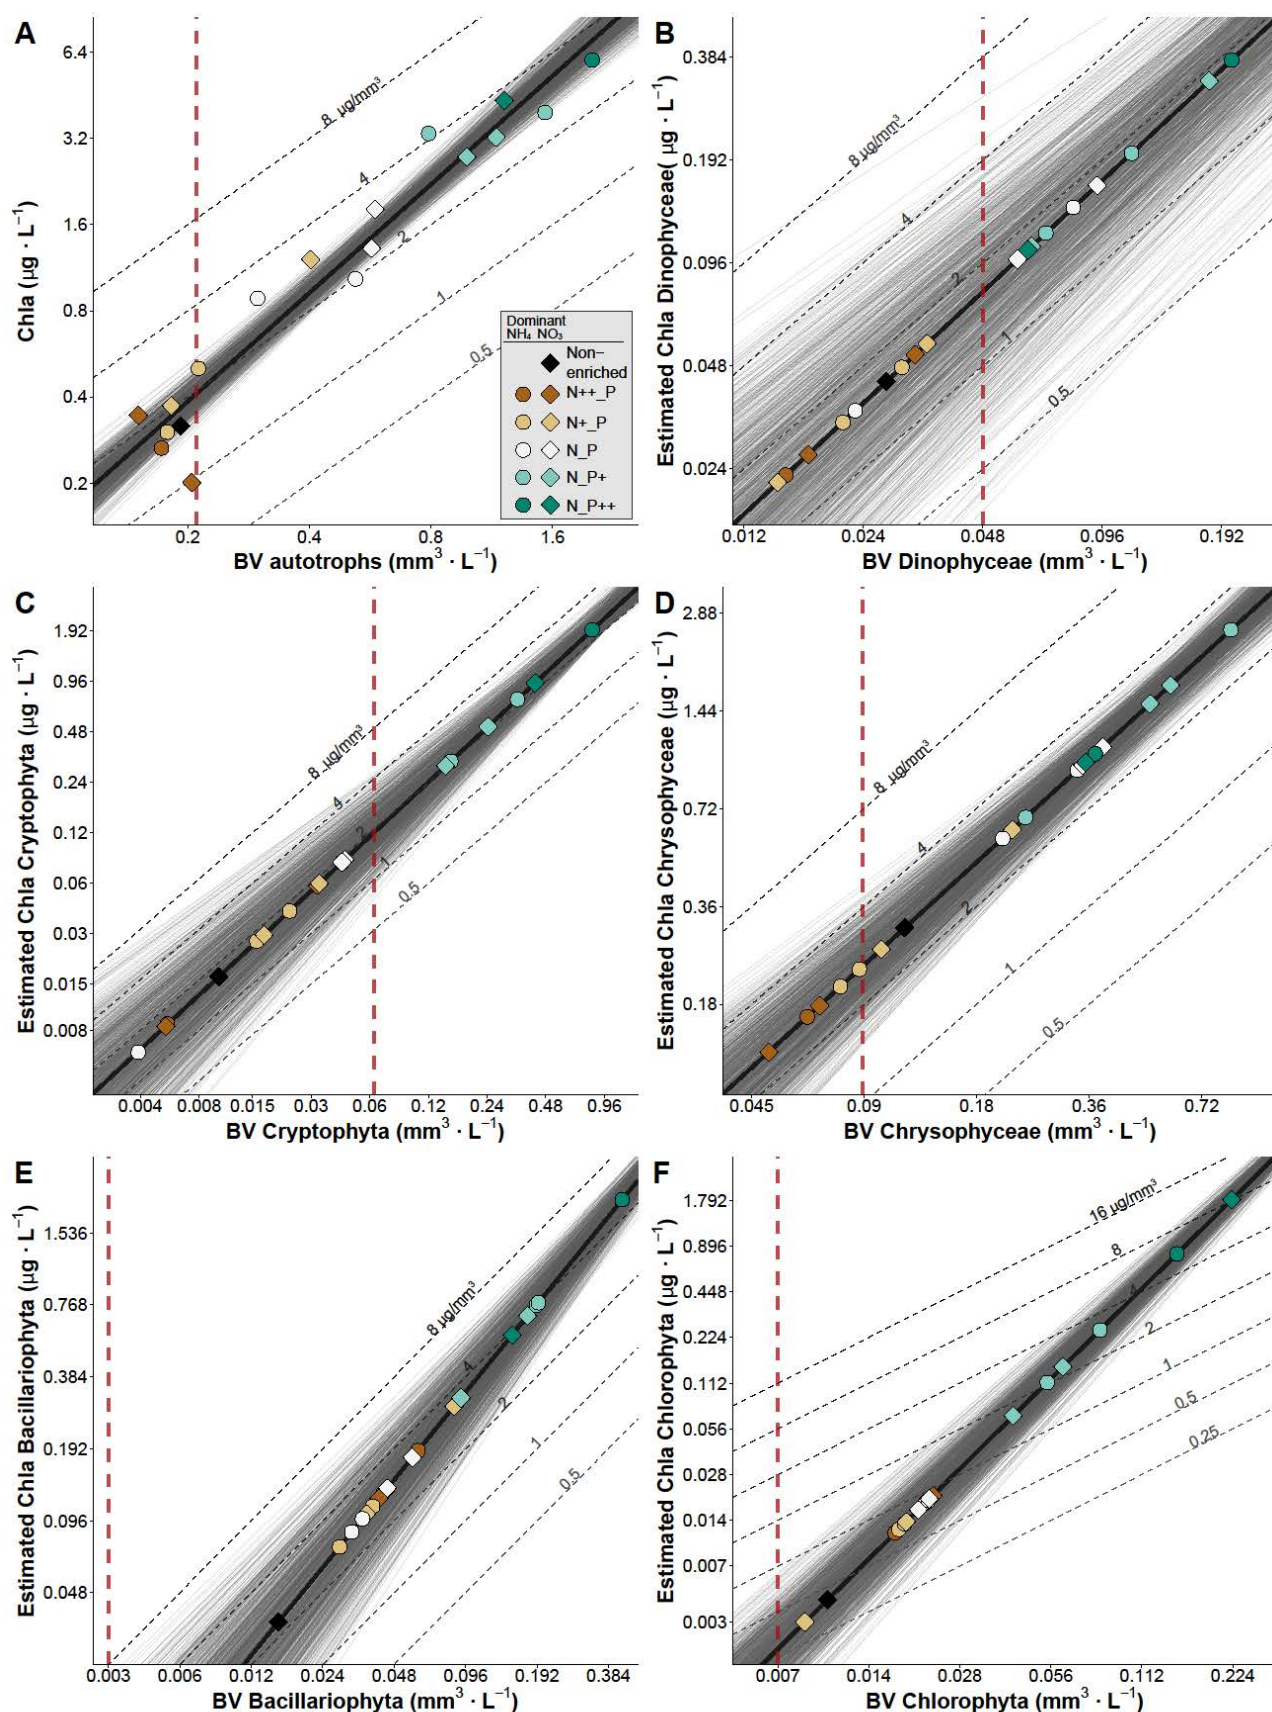 A
Chla (µg · L⁻¹)
6.4
3.2
1.6
0.8
0.4
0.2
8 µg/mm³
4
2
1
0.5
Dominant
NH₄ NO₃
Non−
enriched
N++_P
N+_P
N_P
N_P+
N_P++
0.2 0.4 0.8 1.6
BV autotrophs (mm³ · L⁻¹)
B
Estimated Chla Dinophyceae( µg · L⁻¹)
0.384
0.192
0.096
0.048
0.024
8 µg/mm³
4
2
1
0.5
0.012 0.024 0.048 0.096 0.192
BV Dinophyceae (mm³ · L⁻¹)
C
Estimated Chla Cryptophyta (µg · L⁻¹)
1.92
0.96
0.48
0.24
0.12
0.06
0.03
0.015
0.008
8 µg/mm³
4
2
1
0.5
0.004 0.008 0.015 0.03 0.06 0.12 0.24 0.48 0.96
BV Cryptophyta (mm³ · L⁻¹)
D
Estimated Chla Chrysophyceae (µg · L⁻¹)
2.88
1.44
0.72
0.36
0.18
8 µg/mm³
4
2
1
0.5
0.045 0.09 0.18 0.36 0.72
BV Chrysophyceae (mm³ · L⁻¹)
E
Estimated Chla Bacillariophyta (µg · L⁻¹)
1.536
0.768
0.384
0.192
0.096
0.048
8 µg/mm³
4
2
1
0.5
0.003 0.006 0.012 0.024 0.048 0.096 0.192 0.384
BV Bacillariophyta (mm³ · L⁻¹)
F
Estimated Chla Chlorophyta (µg · L⁻¹)
1.792
0.896
0.448
0.224
0.112
0.056
0.028
0.014
0.007
0.003
16 µg/mm³
8
4
2
1
0.5
0.25
0.007 0.014 0.028 0.056 0.112 0.224
BV Chlorophyta (mm³ · L⁻¹)